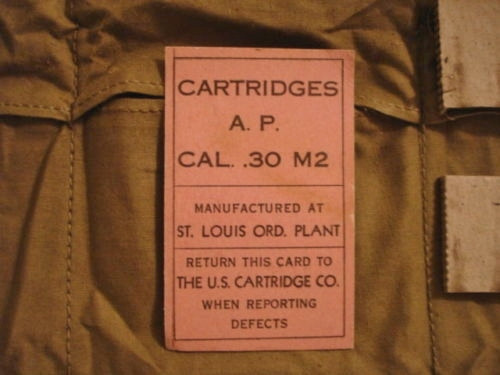 CARTRIDGES
A. P.
CAL. .30 M2
MANUFACTURED AT
ST. LOUIS ORD. PLANT
RETURN THIS CARD TO
THE U.S. CARTRIDGE CO.
WHEN REPORTING
DEFECTS